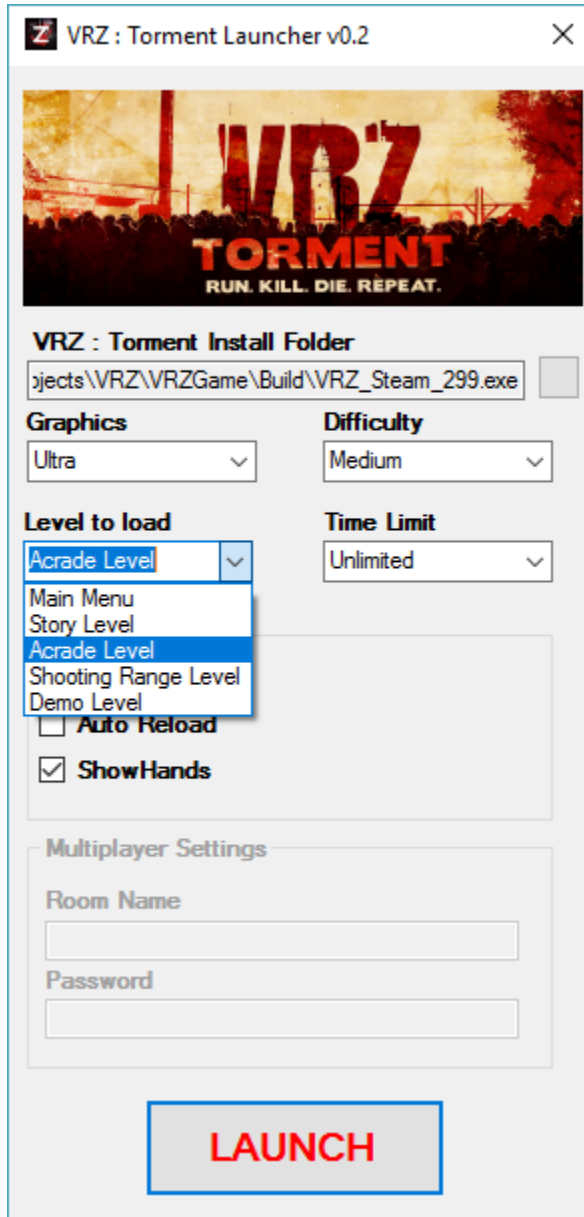 VRZ : Torment Launcher v0.2
VRZ
TORMENT
RUN. KILL. DIE. REPEAT.
VRZ : Torment Install Folder
ojects\VRZ\VRZGame\Build\VRZ_Steam_299.exe
Graphics Difficulty
Ultra Medium
Level to load Time Limit
Acrade Level Unlimited
Main Menu
Story Level
Acrade Level
Shooting Range Level
Demo Level
Auto Reload
ShowHands
Multiplayer Settings
Room Name
Password
LAUNCH